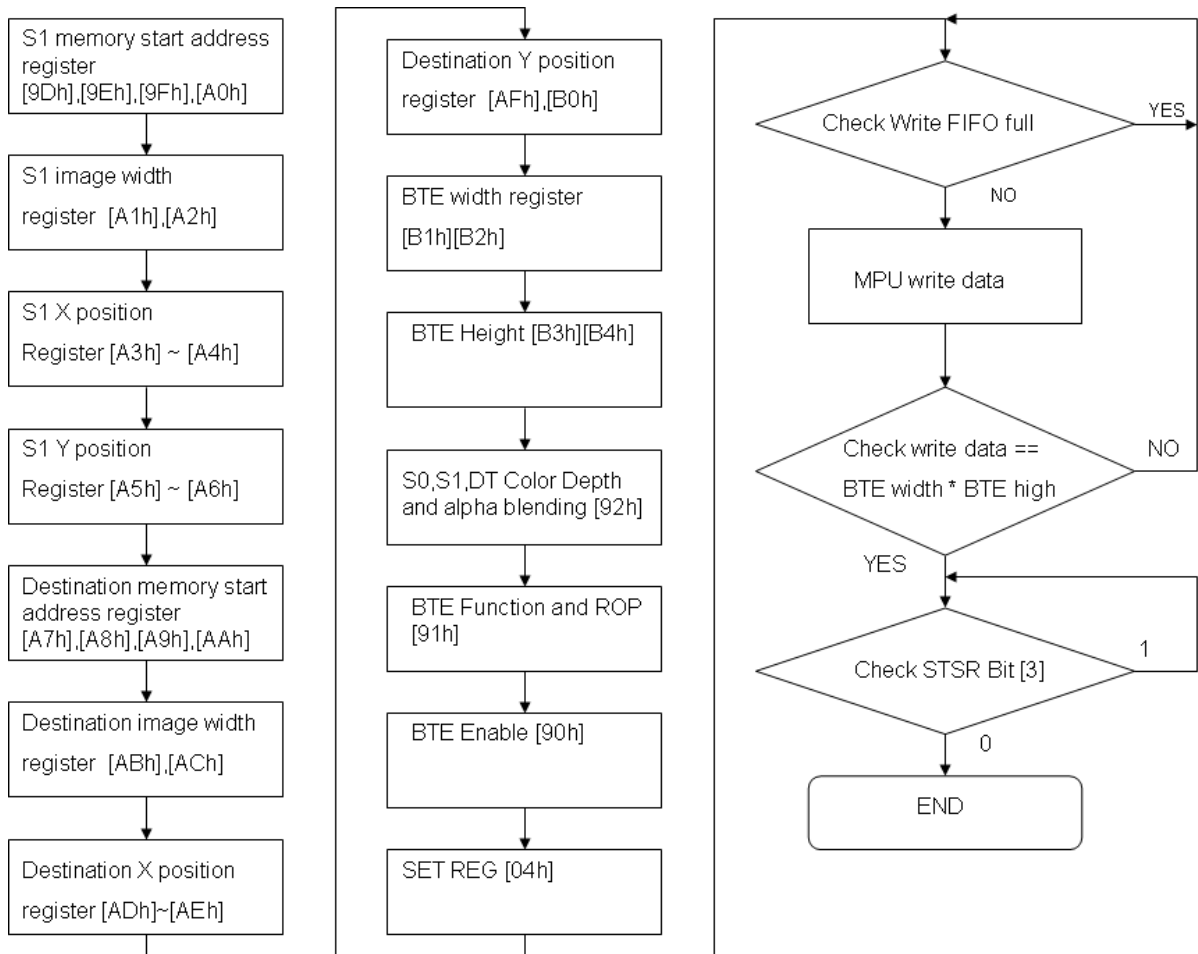 S1 memory start address
register
[9Dh],[9Eh],[9Fh],[A0h]
S1 image width
register [A1h],[A2h]
S1 X position
Register [A3h] ~ [A4h]
S1 Y position
Register [A5h] ~ [A6h]
Destination memory start
address register
[A7h],[A8h],[A9h],[AAh]
Destination image width
register [ABh],[ACh]
Destination X position
register [ADh]~[AEh]
Destination Y position
register [AFh],[B0h]
BTE width register
[B1h][B2h]
BTE Height [B3h][B4h]
S0,S1,DT Color Depth
and alpha blending [92h]
BTE Function and ROP
[91h]
BTE Enable [90h]
SET REG [04h]
Check Write FIFO full
YES
NO
MPU write data
Check write data ==
BTE width * BTE high
NO
YES
Check STSR Bit [3]
1
0
END